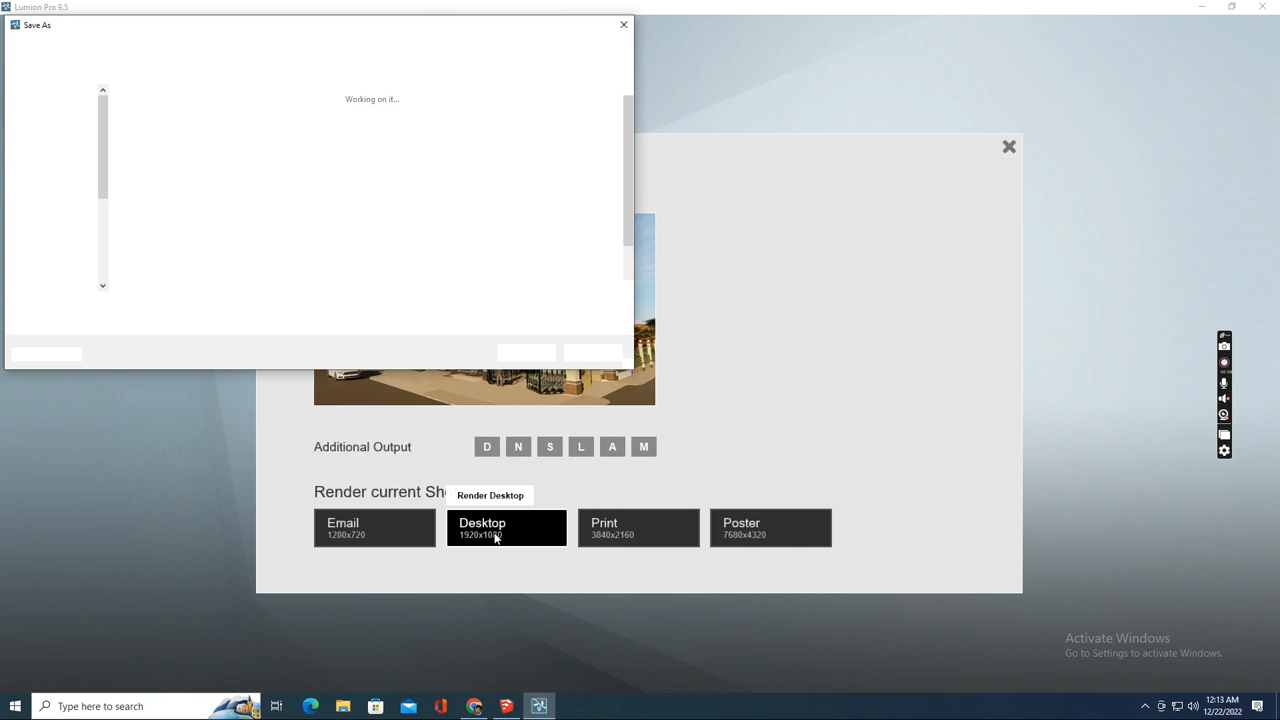 Lumion Pro 9.5
Save As
Working on it...
Additional Output
D N S L A M
Render current Sh
Render Desktop
Email
1280x720
Desktop
1920x1080
Print
3840x2160
Poster
7680x4320
Activate Windows
Go to Settings to activate Windows.
Type here to search
12:13 AM
12/22/2022